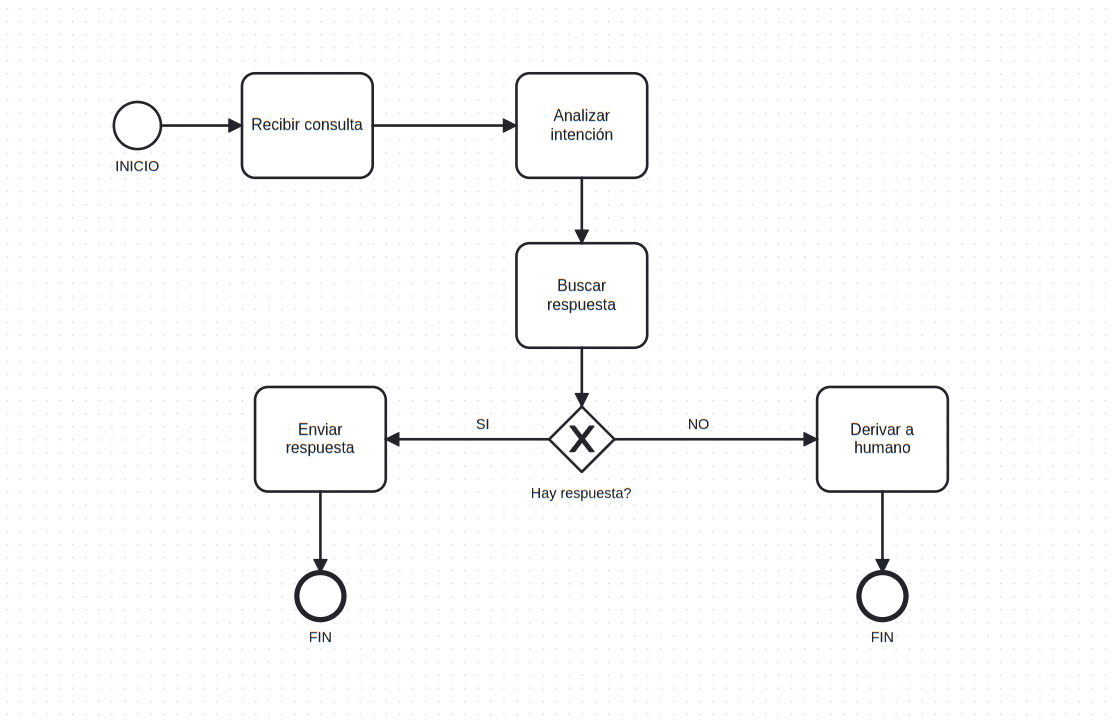 INICIO
Recibir consulta
Analizar
intención
Buscar
respuesta
Enviar
respuesta
SI
Hay respuesta?
NO
Derivar a
humano
FIN
FIN